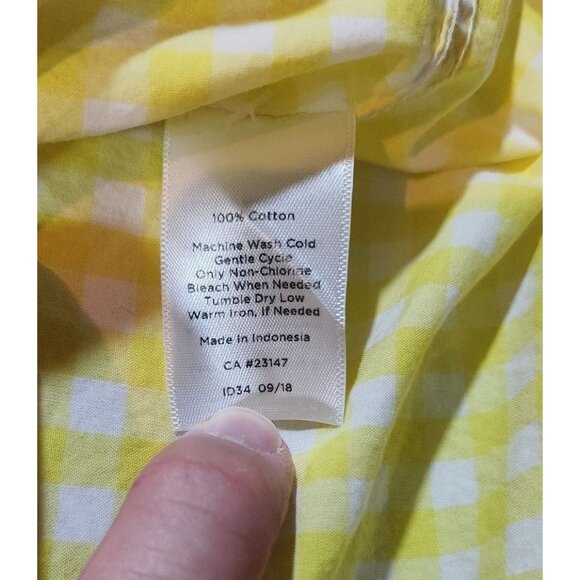 100% Cotton
Machine Wash Cold
Gentle Cycle
Only Non-Chlorine
Bleach When Needed
Tumble Dry Low
Warm Iron, If Needed
Made in Indonesia
CA #23147
ID34 09/18